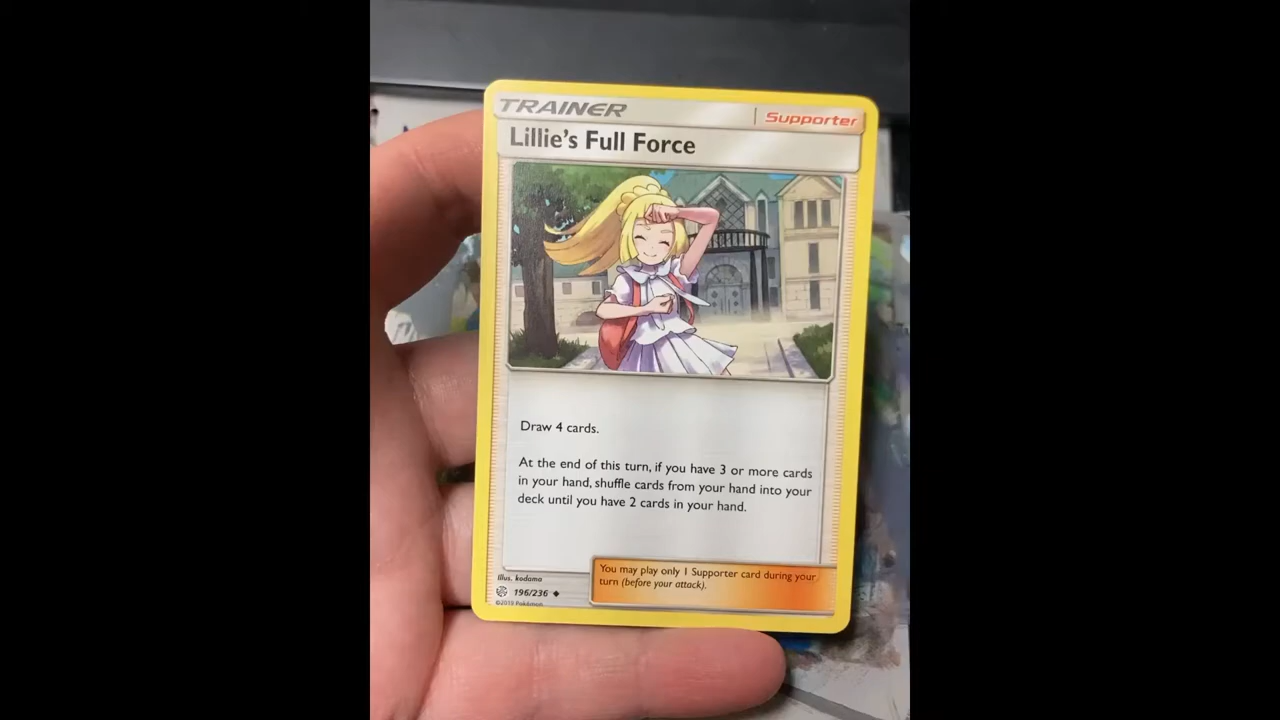 TRAINER
Supporter
Lillie's Full Force
Draw 4 cards.
At the end of this turn, if you have 3 or more cards
in your hand, shuffle cards from your hand into your
deck until you have 2 cards in your hand.
You may play only 1 Supporter card during your
turn (before your attack).
Illus. kodama
196/236
©2019 Pokémon